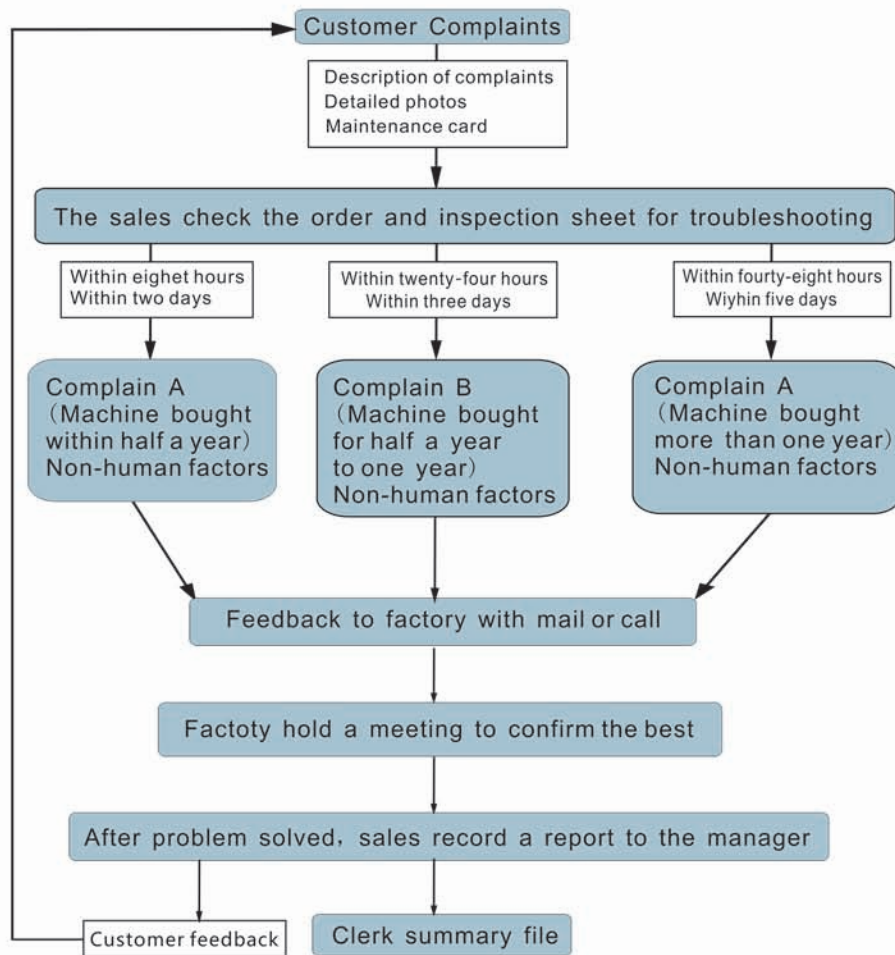 Customer Complaints
Description of complaints
Detailed photos
Maintenance card
The sales check the order and inspection sheet for troubleshooting
Within eighet hours
Within two days
Within twenty-four hours
Within three days
Within fourty-eight hours
Wiyhin five days
Complain A
（Machine bought
within half a year）
Non-human factors
Complain B
（Machine bought
for half a year
to one year）
Non-human factors
Complain A
（Machine bought
more than one year）
Non-human factors
Feedback to factory with mail or call
Factoty hold a meeting to confirm the best
After problem solved，sales record a report to the manager
Customer feedback
Clerk summary file